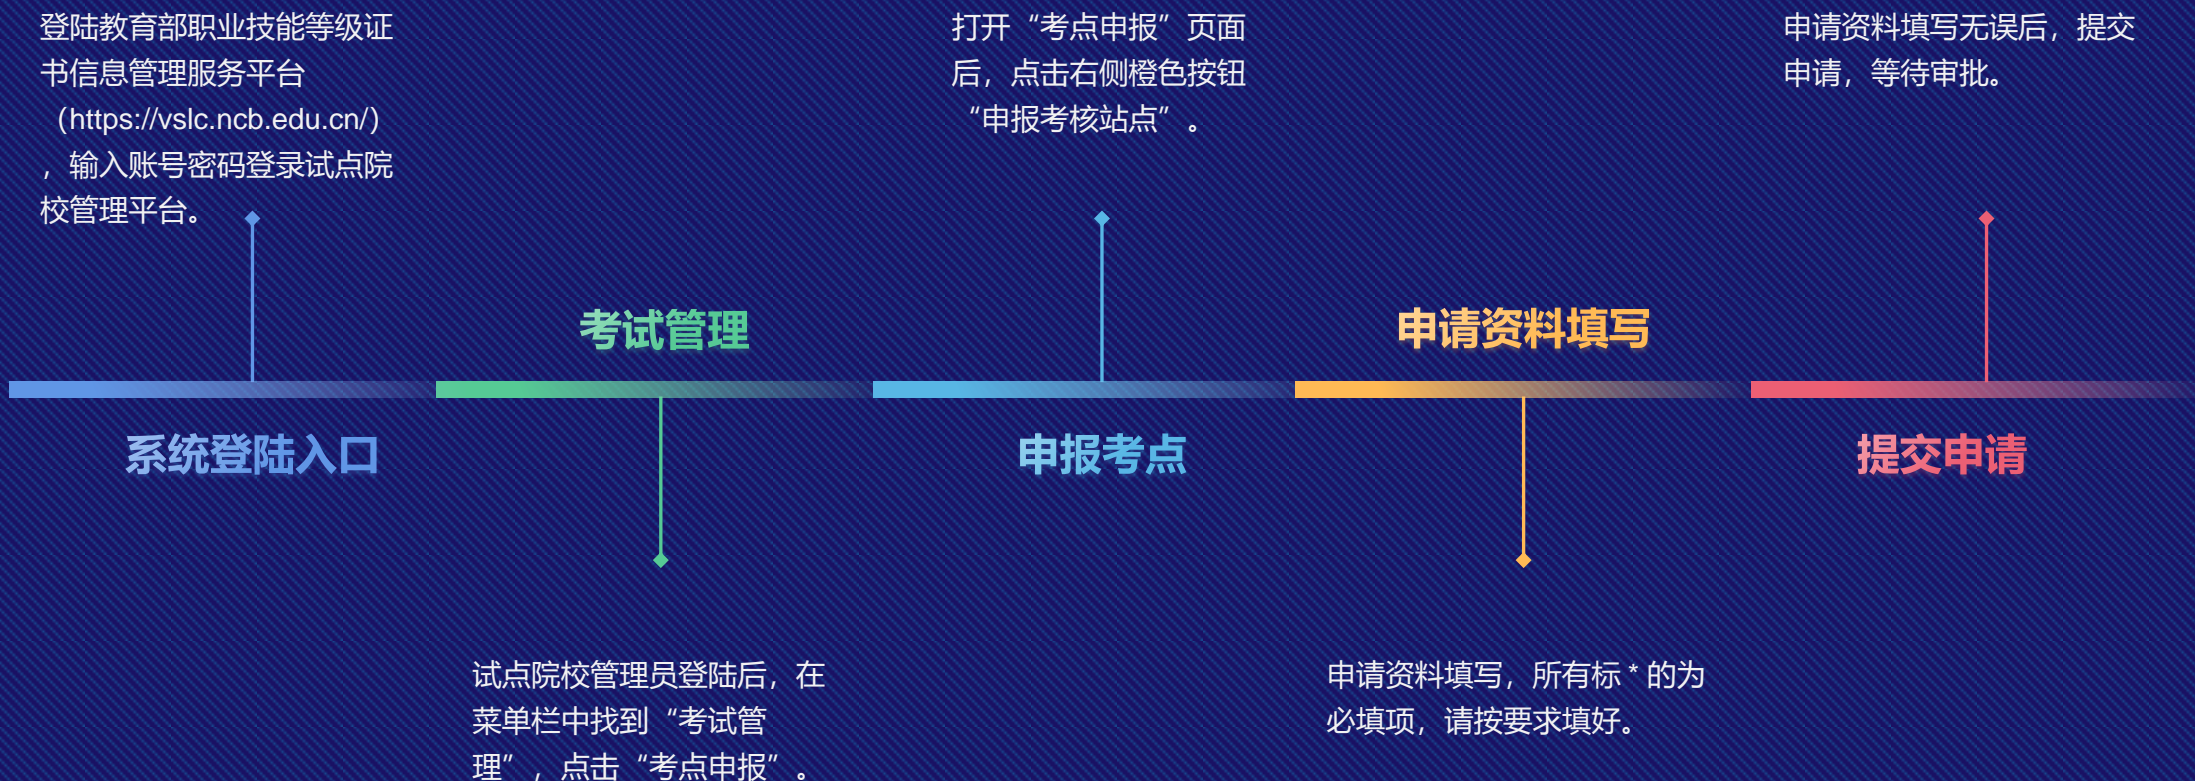 登陆教育部职业技能等级证
书信息管理服务平台
（https://vslc.ncb.edu.cn/）
，输入账号密码登录试点院
校管理平台。
系统登陆入口
考试管理
试点院校管理员登陆后，在
菜单栏中找到“考试管
理”，点击“考点申报”。
打开“考点申报”页面
后，点击右侧橙色按钮
“申报考核站点”。
申报考点
申请资料填写
申请资料填写，所有标 * 的为
必填项，请按要求填好。
申请资料填写无误后，提交
申请，等待审批。
提交申请